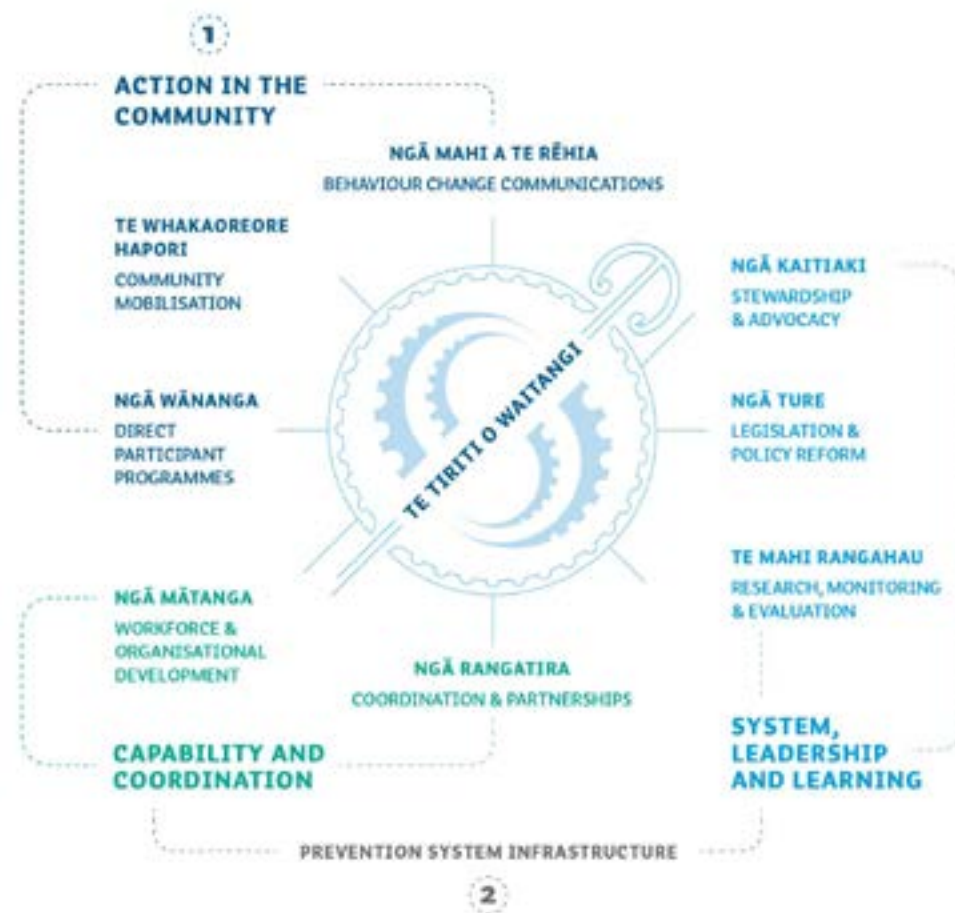 1
ACTION IN THE
COMMUNITY
NGĀ MAHI A TE RĒHIA
BEHAVIOUR CHANGE COMMUNICATIONS
TE WHAKAOREORE
HAPORI
COMMUNITY
MOBILISATION
NGĀ WĀNANGA
DIRECT
PARTICIPANT
PROGRAMMES
TE TIRITI O WAITANGI
NGĀ KAITIAKI
STEWARDSHIP
& ADVOCACY
NGĀ TURE
LEGISLATION &
POLICY REFORM
TE MAHI RANGAHAU
RESEARCH, MONITORING
& EVALUATION
NGĀ MĀTANGA
WORKFORCE &
ORGANISATIONAL
DEVELOPMENT
NGĀ RANGATIRA
COORDINATION & PARTNERSHIPS
CAPABILITY AND
COORDINATION
SYSTEM,
LEADERSHIP
AND LEARNING
PREVENTION SYSTEM INFRASTRUCTURE
2